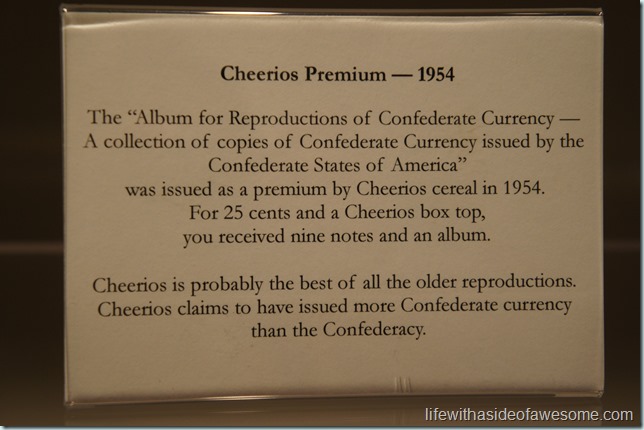 Cheerios Premium — 1954
The “Album for Reproductions of Confederate Currency —
A collection of copies of Confederate Currency issued by the
Confederate States of America”
was issued as a premium by Cheerios cereal in 1954.
For 25 cents and a Cheerios box top,
you received nine notes and an album.
Cheerios is probably the best of all the older reproductions.
Cheerios claims to have issued more Confederate currency
than the Confederacy.
lifewithasideofawesome.com